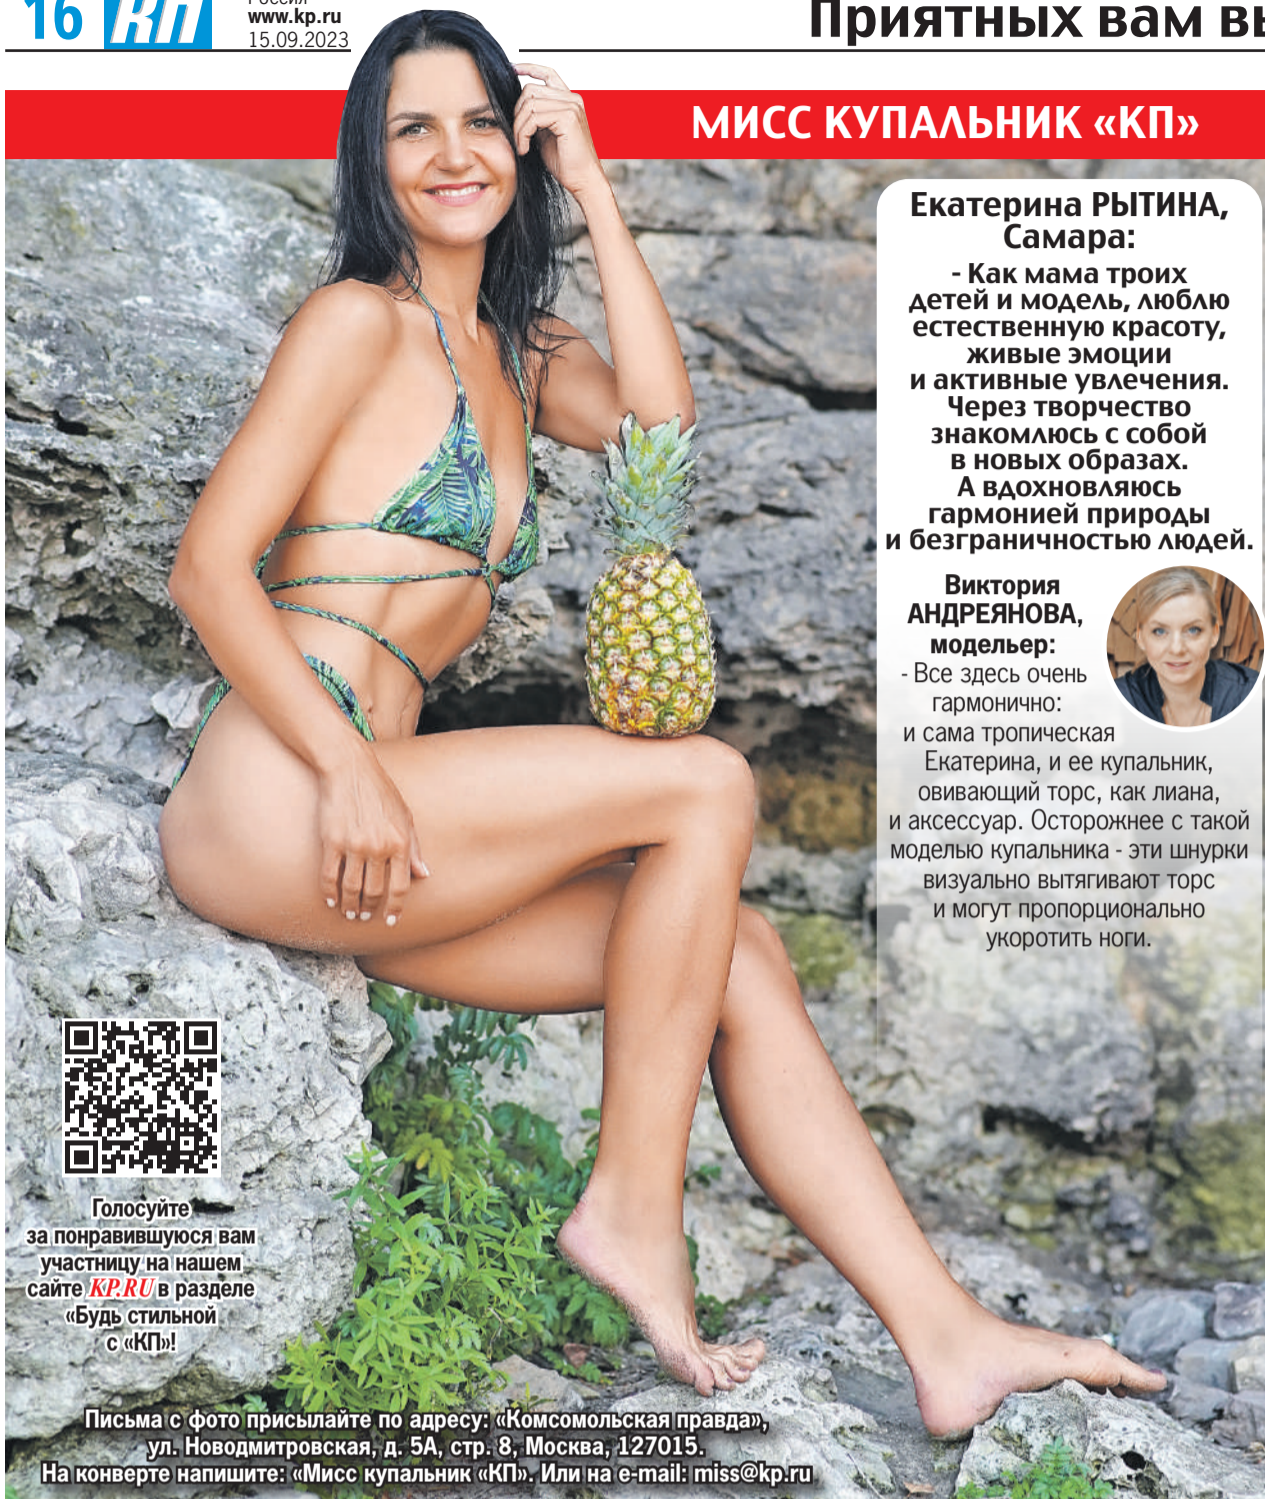 16 КП
Россия
www.kp.ru
15.09.2023
Приятных вам вы
МИСС КУПАЛЬНИК «КП»
Екатерина РЫТИНА,
Самара:
- Как мама троих
детей и модель, люблю
естественную красоту,
живые эмоции
и активные увлечения.
Через творчество
знакомлюсь с собой
в новых образах.
А вдохновляюсь
гармонией природы
и безграничностью людей.
Виктория
АНДРЕЯНОВА,
модельер:
- Все здесь очень
гармонично:
и сама тропическая
Екатерина, и ее купальник,
овивающий торс, как лиана,
и аксессуар. Осторожнее с такой
моделью купальника - эти шнурки
визуально вытягивают торс
и могут пропорционально
укоротить ноги.
Голосуйте
за понравившуюся вам
участницу на нашем
сайте KP.RU в разделе
«Будь стильной
с «КП»!
Письма с фото присылайте по адресу: «Комсомольская правда»,
ул. Новодмитровская, д. 5А, стр. 8, Москва, 127015.
На конверте напишите: «Мисс купальник «КП». Или на e-mail: miss@kp.ru